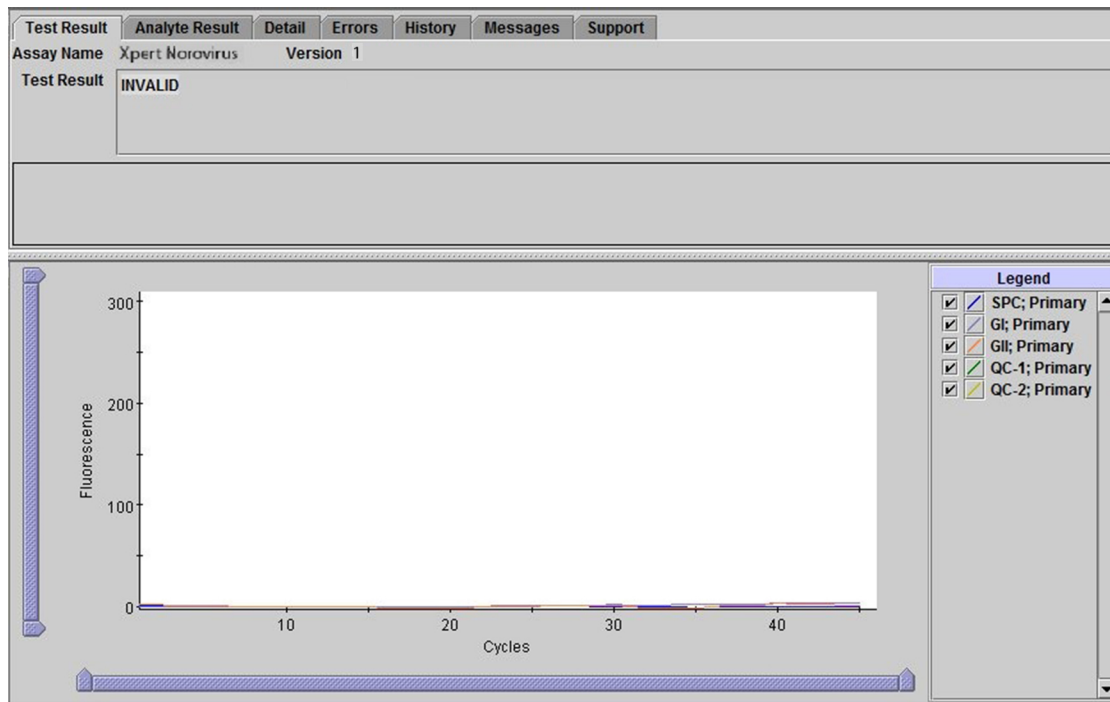 Test Result Analyte Result Detail Errors History Messages Support
Assay Name Xpert Norovirus Version 1
Test Result INVALID
Legend
SPC; Primary
GI; Primary
GII; Primary
QC-1; Primary
QC-2; Primary
300
200
100
0
Fluorescence
10 20 30 40
Cycles